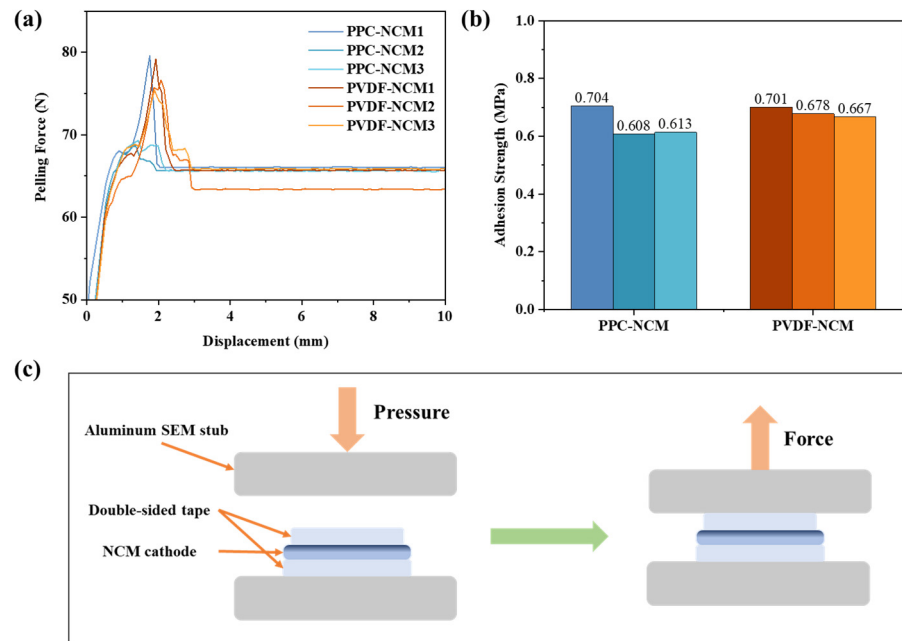 (a)
PPC-NCM1
PPC-NCM2
PPC-NCM3
PVDF-NCM1
PVDF-NCM2
PVDF-NCM3
80
70
60
50
Pelling Force (N)
0 2 4 6 8 10
Displacement (mm)
(b)
1.0
0.8
0.6
0.4
0.2
0.0
Adhesion Strength (MPa)
0.704
0.608
0.613
0.701
0.678
0.667
PPC-NCM PVDF-NCM
(c)
Pressure
Aluminum SEM stub
Double-sided tape
NCM cathode
Force